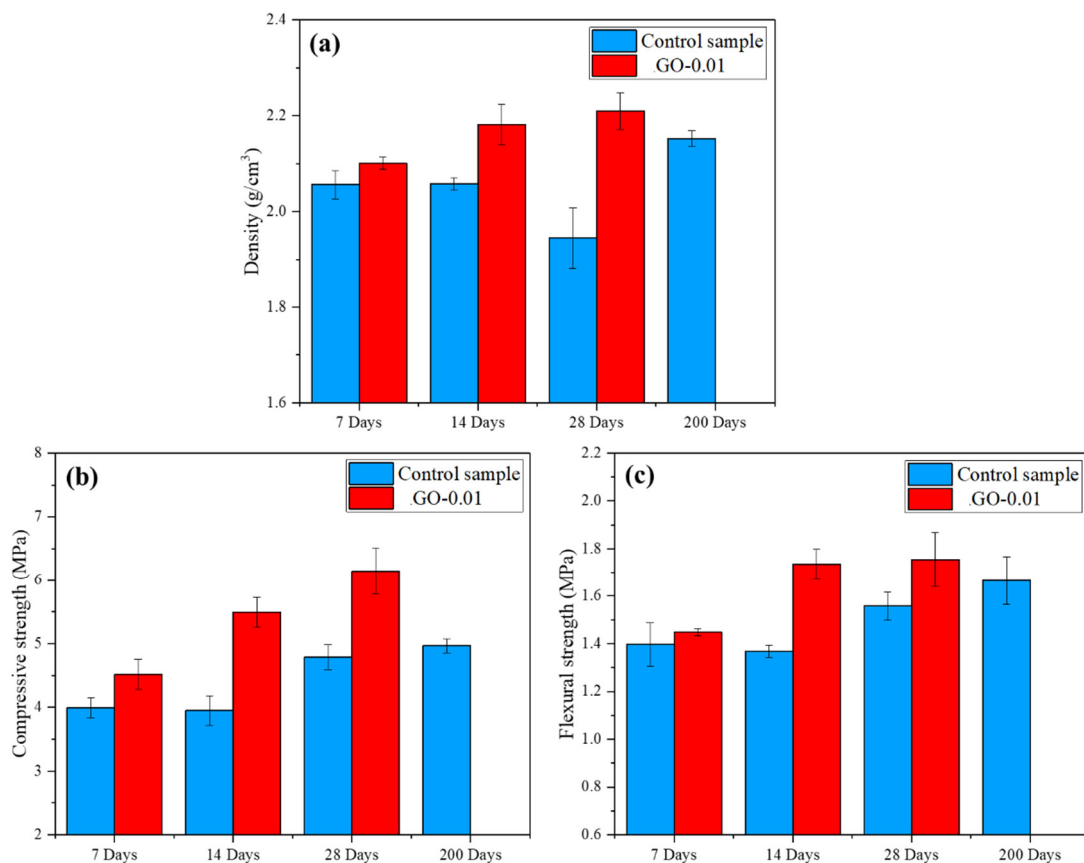 (a)
Control sample
GO-0.01
Density (g/cm³)
2.4
2.2
2.0
1.8
1.6
7 Days
14 Days
28 Days
200 Days
(b)
Control sample
.GO-0.01
Compressive strength (MPa)
8
7
6
5
4
3
2
7 Days
14 Days
28 Days
200 Days
(c)
Control sample
.GO-0.01
Flexural strength (MPa)
2.2
2.0
1.8
1.6
1.4
1.2
1.0
0.8
0.6
7 Days
14 Days
28 Days
200 Days